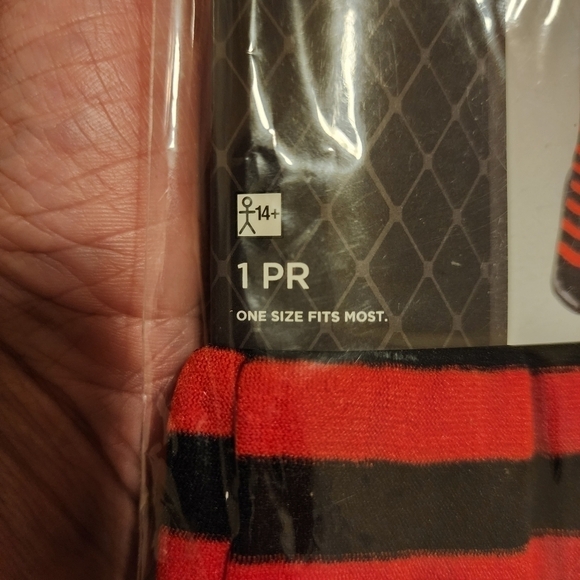 14+
1 PR
ONE SIZE FITS MOST.